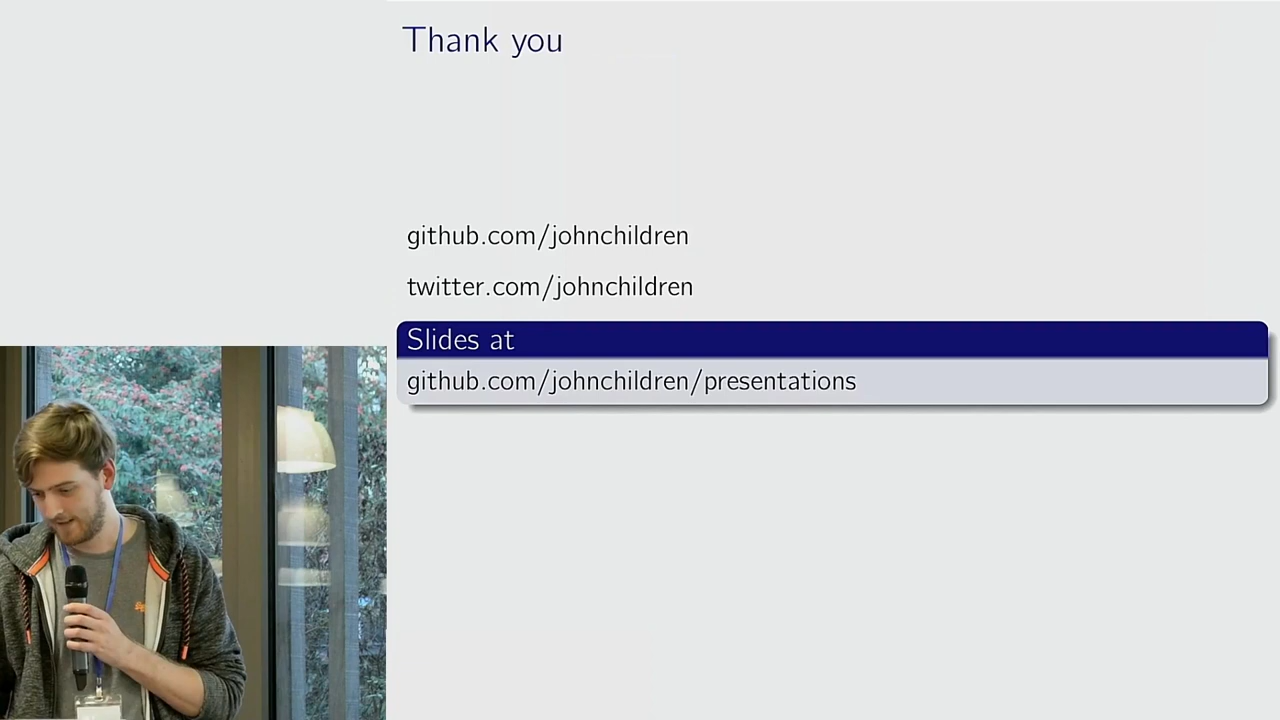 Thank you
github.com/johnchildren
twitter.com/johnchildren
Slides at
github.com/johnchildren/presentations